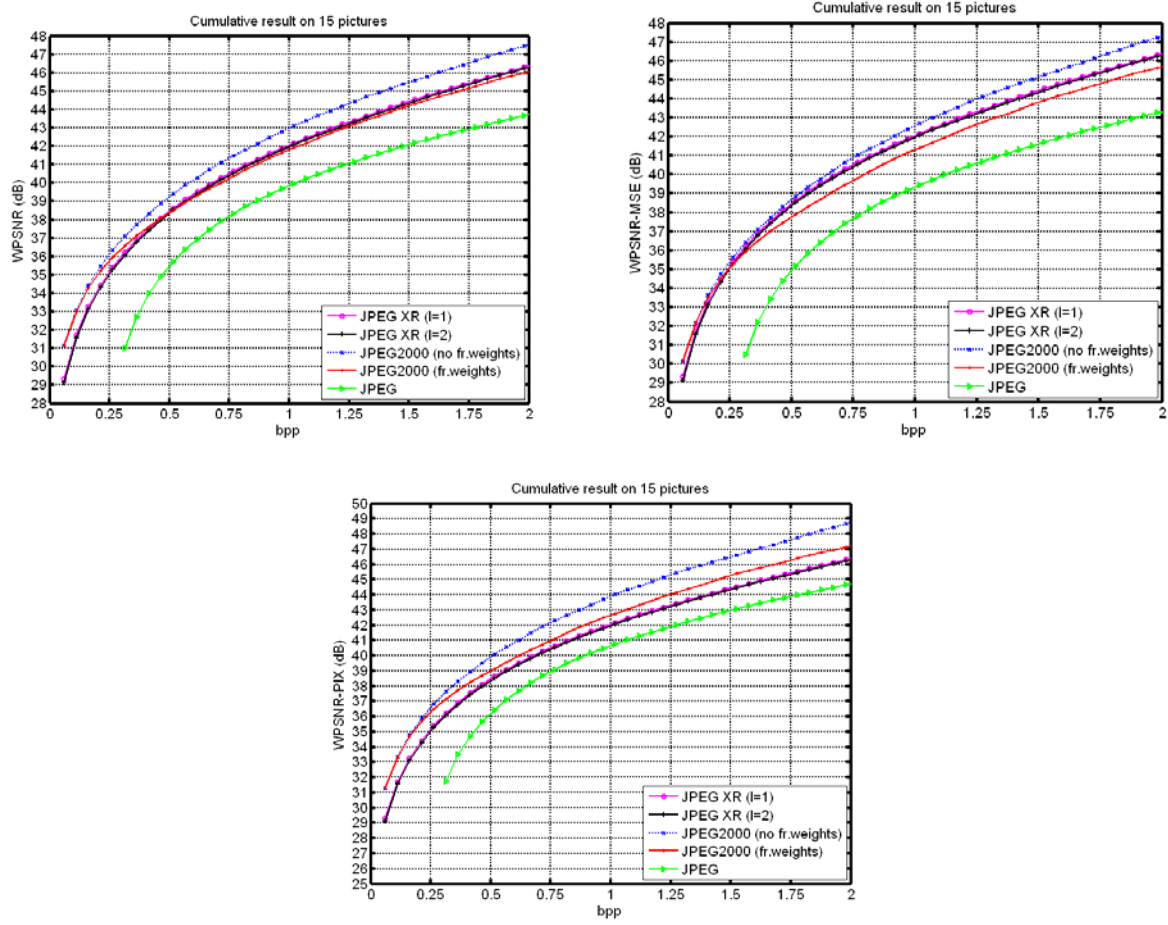 Cumulative result on 15 pictures
48
47
46
45
44
43
42
41
40
39
38
37
36
35
34
33
32
31
30
29
28
WPSNR (dB)
0 0.25 0.5 0.75 1 1.25 1.5 1.75 2
bpp
JPEG XR (l=1)
JPEG XR (l=2)
JPEG2000 (no fr.weights)
JPEG2000 (fr.weights)
JPEG
Cumulative result on 15 pictures
47
46
45
44
43
42
41
40
39
38
37
36
35
34
33
32
31
30
29
28
WPSNR-MSE (dB)
0 0.25 0.5 0.75 1 1.25 1.5 1.75 2
bpp
JPEG XR (l=1)
JPEG XR (l=2)
JPEG2000 (no fr.weights)
JPEG2000 (fr.weights)
JPEG
Cumulative result on 15 pictures
50
49
48
47
46
45
44
43
42
41
40
39
38
37
36
35
34
33
32
31
30
29
28
27
26
25
WPSNR-PIX (dB)
0 0.25 0.5 0.75 1 1.25 1.5 1.75 2
bpp
JPEG XR (l=1)
JPEG XR (l=2)
JPEG2000 (no fr.weights)
JPEG2000 (fr.weights)
JPEG